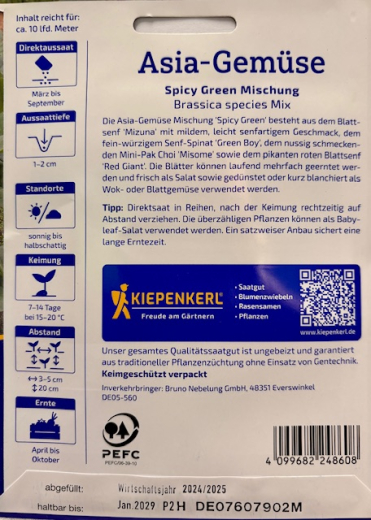 Inhalt reicht für:
ca. 10 lfd. Meter
Direktaussaat
März bis
September
Aussaattiefe
1-2 cm
Standorte
sonnig bis
halbschattig
Keimung
7-14 Tage
bei 15-20 °C
Abstand
↔ 3-5 cm
↕ 20 cm
Ernte
April bis
Oktober
Asia-Gemüse
Spicy Green Mischung
Brassica species Mix
Die Asia-Gemüse Mischung 'Spicy Green' besteht aus dem Blatt-
senf 'Mizuna' mit mildem, leicht senfartigem Geschmack, dem
fein-würzigem Senf-Spinat 'Green Boy', dem nussig schmecken-
den Mini-Pak Choi 'Misome' sowie dem pikanten roten Blattsenf
'Red Giant'. Die Blätter können laufend mehrfach geerntet wer-
den und frisch als Salat sowie gedünstet oder kurz blanchiert als
Wok- oder Blattgemüse verwendet werden.
Tipp: Direktsaat in Reihen, nach der Keimung rechtzeitig auf
Abstand verziehen. Die überzähligen Pflanzen können als Baby-
leaf-Salat verwendet werden. Ein satzweiser Anbau sichert eine
lange Erntezeit.
KIEPENKERL
Freude am Gärtnern
• Saatgut
• Blumenzwiebeln
• Rasensamen
• Pflanzen
www.kiepenkerl.de
Unser gesamtes Qualitätssaatgut ist ungebeizt und garantiert
aus traditioneller Pflanzenzüchtung ohne Einsatz von Gentechnik.
Keimgeschützt verpackt
Inverkehrbringer: Bruno Nebelung GmbH, 48351 Everswinkel
DE05-560
PEFC
PEFC/04-39-10
4 099682 248608
abgefüllt: Wirtschaftsjahr 2024/2025
haltbar bis: Jan.2029 P2H DE07607902M